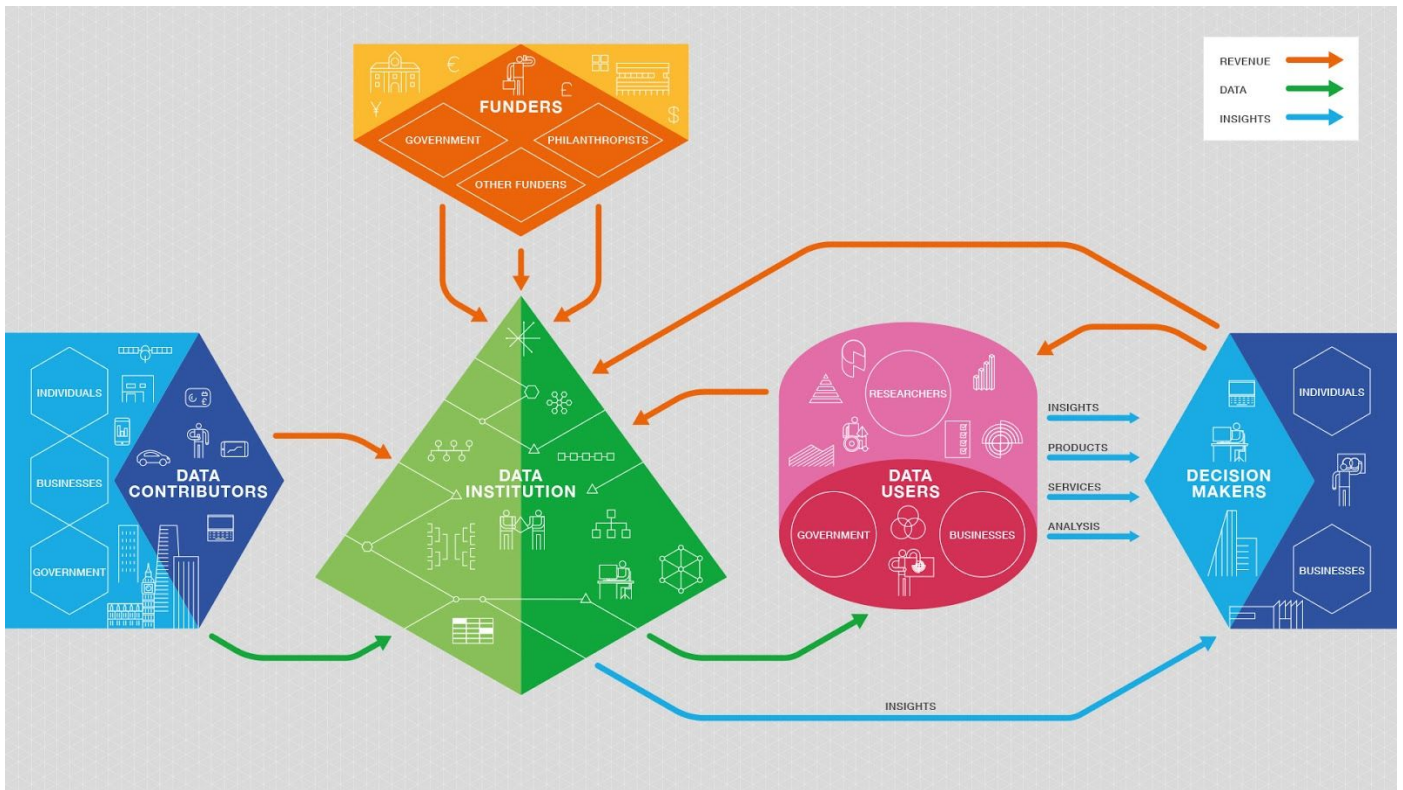 REVENUE
DATA
INSIGHTS
¥
€
£
$
FUNDERS
GOVERNMENT
PHILANTHROPISTS
OTHER FUNDERS
INDIVIDUALS
BUSINESSES
GOVERNMENT
DATA
CONTRIBUTORS
DATA
INSTITUTION
RESEARCHERS
DATA
USERS
GOVERNMENT
BUSINESSES
INSIGHTS
PRODUCTS
SERVICES
ANALYSIS
DECISION
MAKERS
INDIVIDUALS
BUSINESSES
INSIGHTS